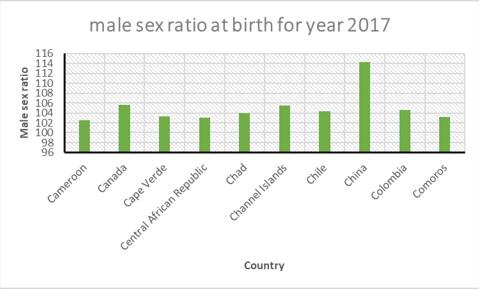 male sex ratio at birth for year 2017
116
114
112
110
108
106
104
102
100
98
96
Male sex ratio
Cameroon
Canada
Cape Verde
Central African Republic
Chad
Channel Islands
Chile
China
Colombia
Comoros
Country